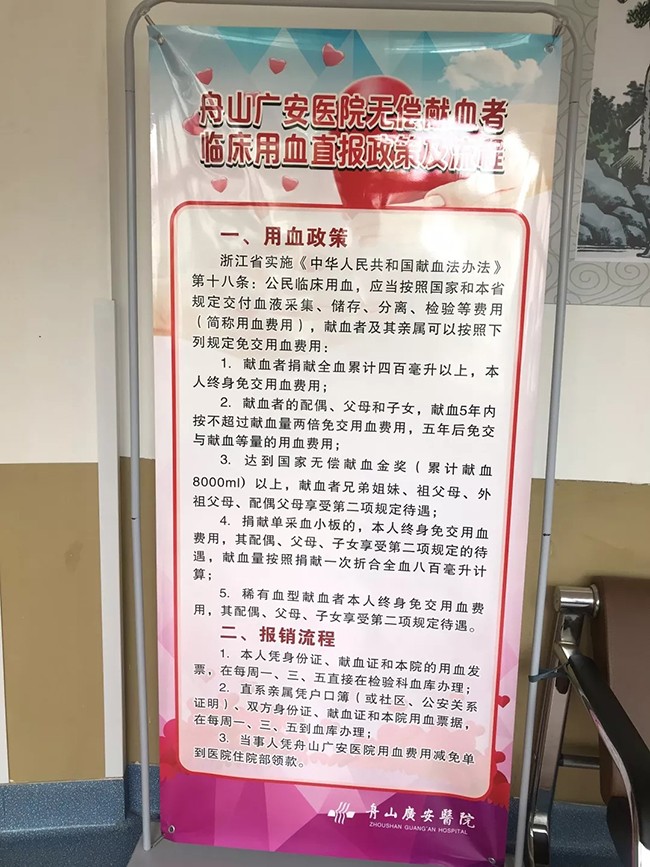 舟山广安医院无偿献血者
临床用血直报政策及流程
一、用血政策
浙江省实施《中华人民共和国献血法办法》
第十八条：公民临床用血，应当按照国家和本省
规定交付血液采集、储存、分离、检验等费用
（简称用血费用），献血者及其亲属可以按照下
列规定免交用血费用：
1. 献血者捐献全血累计四百毫升以上，本
人终身免交用血费用；
2. 献血者的配偶、父母和子女，献血5年内
按不超过献血量两倍免交用血费用，五年后免交
与献血等量的用血费用；
3. 达到国家无偿献血金奖（累计献血
8000ml）以上，献血者兄弟姐妹、祖父母、外
祖父母、配偶父母享受第二项规定待遇；
4. 捐献单采血小板的，本人终身免交用血
费用，其配偶、父母、子女享受第二项规定的待
遇，献血量按照捐献一次折合全血八百毫升计
算；
5. 稀有血型献血者本人终身免交用血费
用，其配偶、父母、子女享受第二项规定待遇。
二、报销流程
1. 本人凭身份证、献血证和本院的用血发
票，在每周一、三、五直接在检验科血库办理；
2. 直系亲属凭户口簿（或社区、公安关系
证明）、双方身份证、献血证和本院用血票据，
在每周一、三、五到血库办理；
3. 当事人凭舟山广安医院用血费用减免单
到医院住院部领款。
舟山廣安醫院
ZHOUSHAN GUANG'AN HOSPITAL